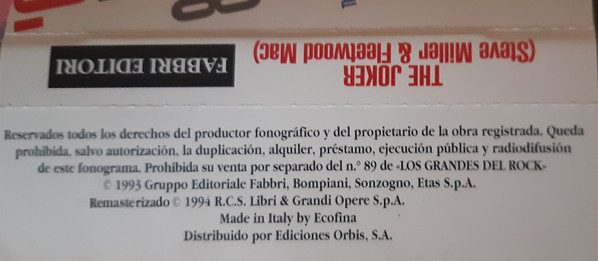 THE JOKER
(Steve Miller & Fleetwood Mac)
FABBRI EDITORI
Reservados todos los derechos del productor fonográfico y del propietario de la obra registrada. Queda
prohibida, salvo autorización, la duplicación, alquiler, préstamo, ejecución pública y radiodifusión
de este fonograma. Prohibida su venta por separado del n.° 89 de «LOS GRANDES DEL ROCK»
© 1993 Gruppo Editoriale Fabbri, Bompiani, Sonzogno, Etas S.p.A.
Remasterizado © 1994 R.C.S. Libri & Grandi Opere S.p.A.
Made in Italy by Ecofina
Distribuido por Ediciones Orbis, S.A.